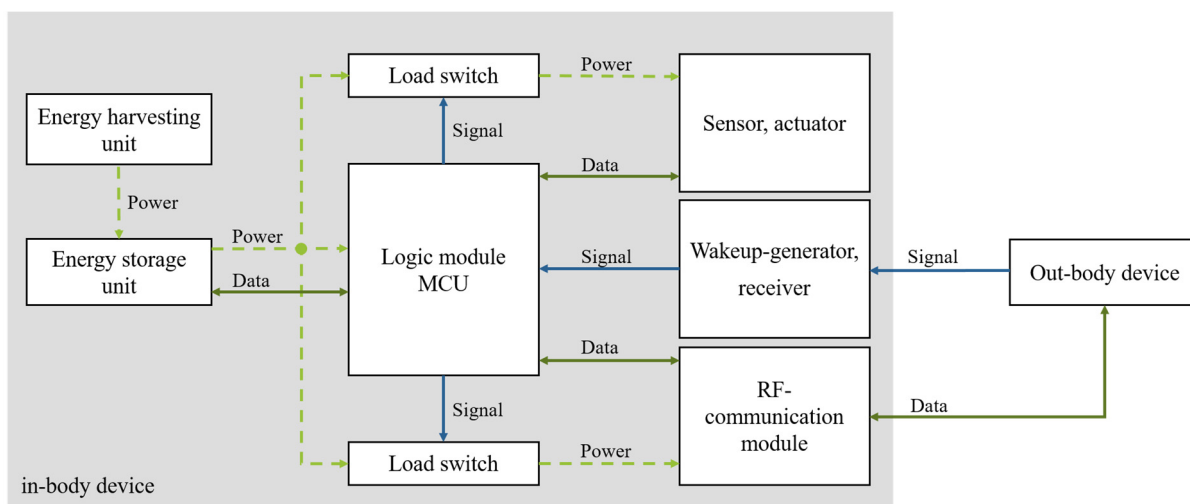 Load switch
Power
Sensor, actuator
Energy harvesting
unit
Signal
Data
Power
Energy storage
unit
Power
Data
Logic module
MCU
Signal
Wakeup-generator,
receiver
Signal
Out-body device
Data
RF-
communication
module
Data
Signal
Load switch
Power
in-body device